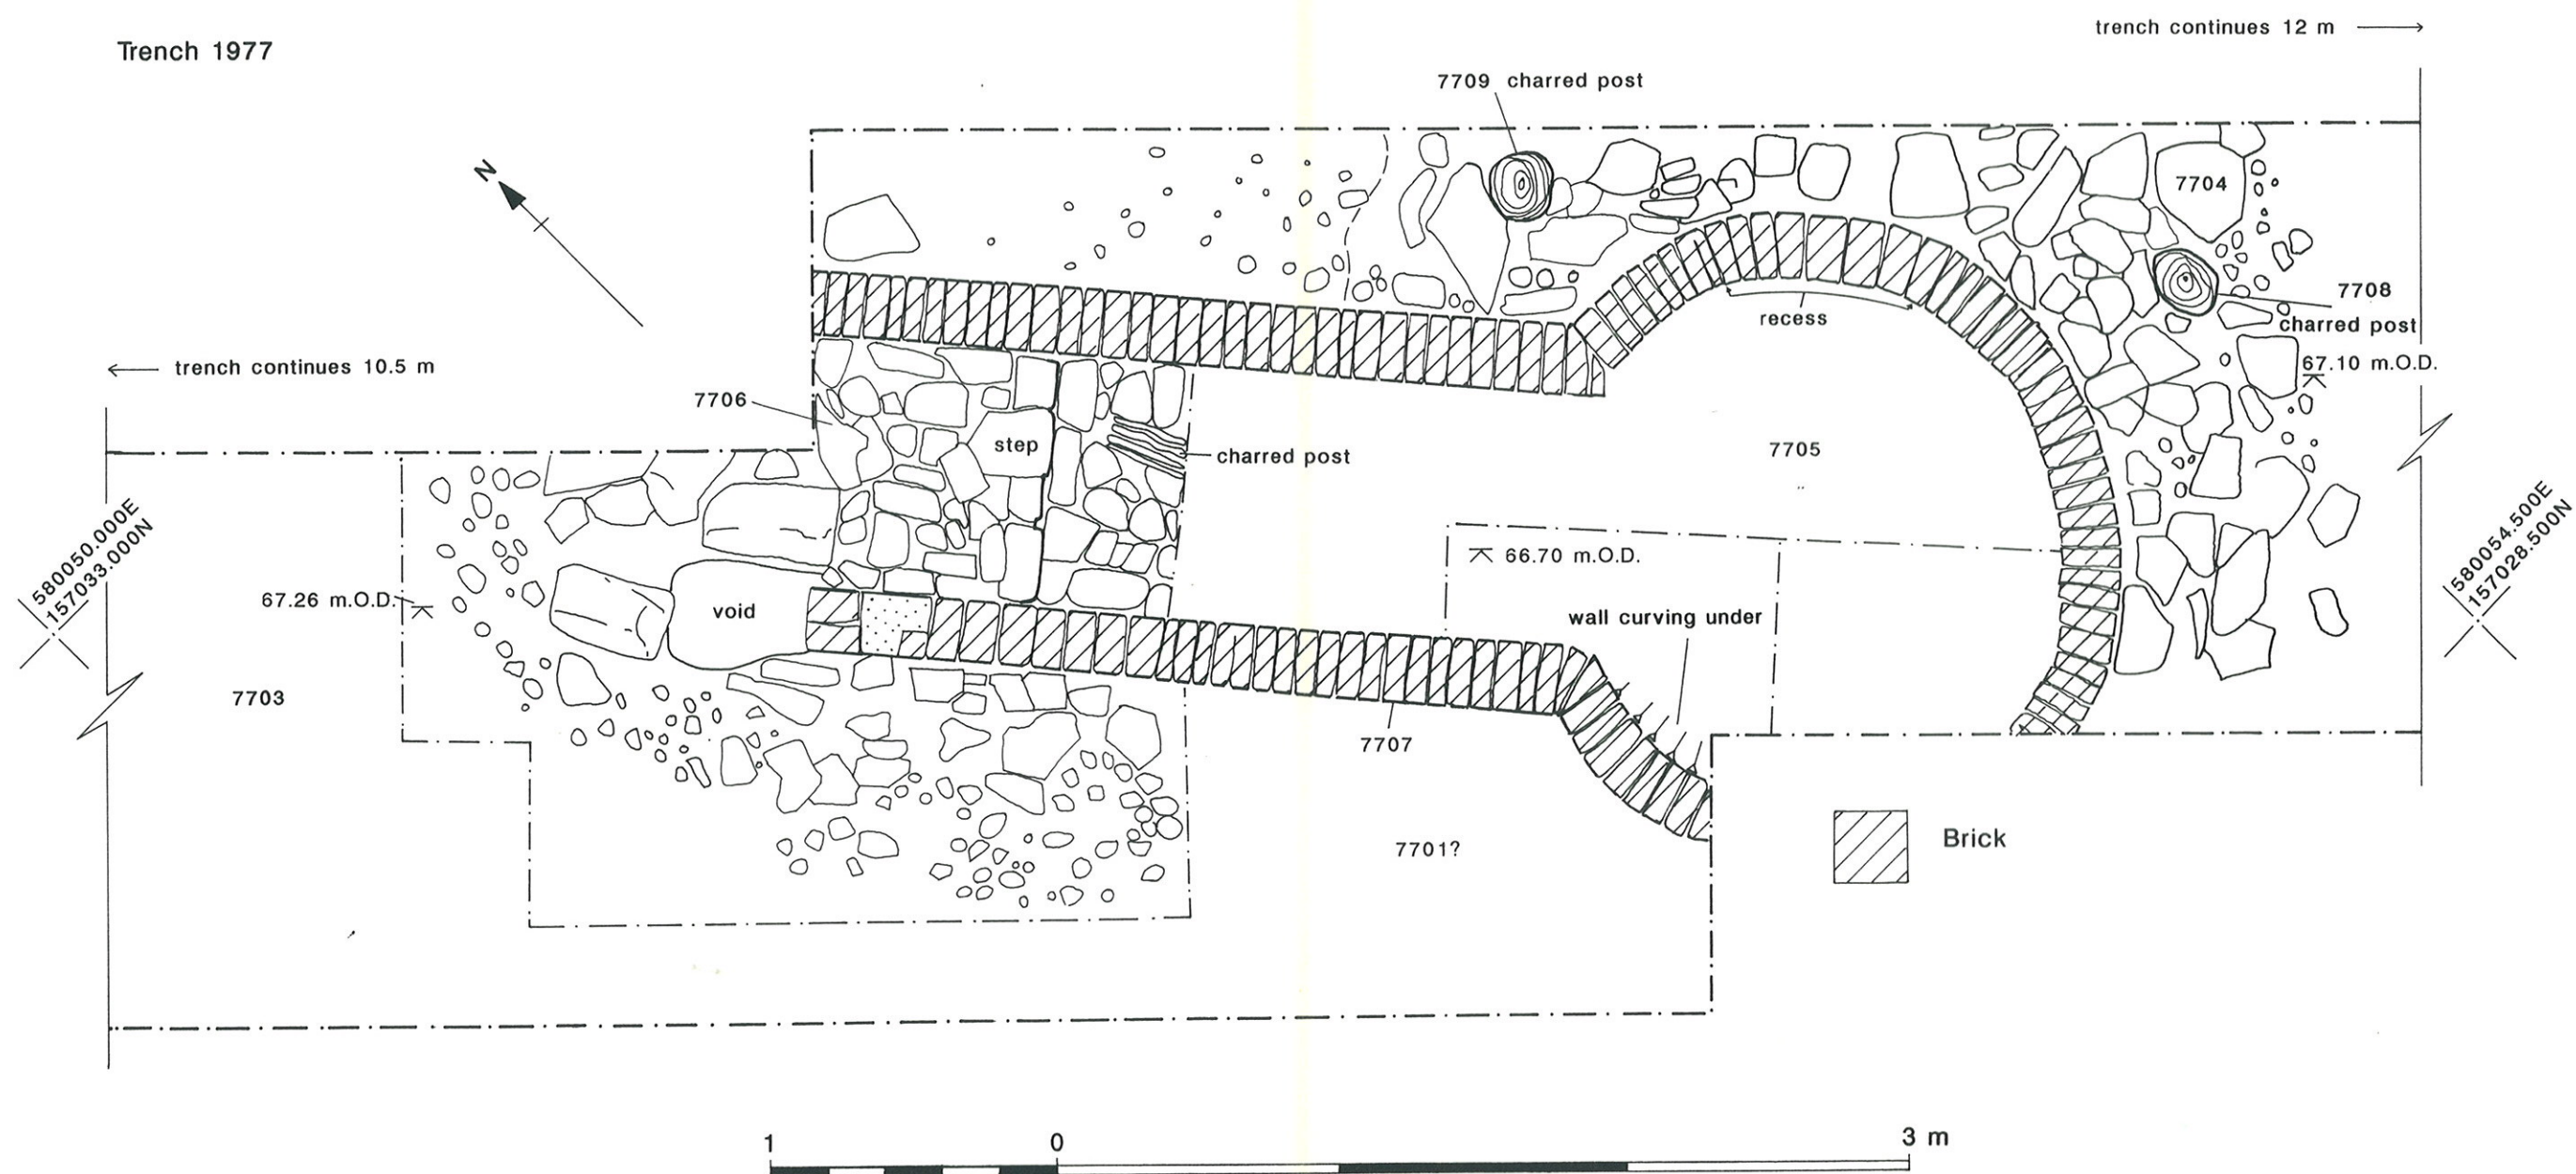 trench continues 12 m
Trench 1977
7709 charred post
N
7704
7708
charred post
recess
67.10 m.O.D.
trench continues 10.5 m
7706
step
charred post
7705
580050.000E
157033.000N
580054.500E
157028.500N
66.70 m.O.D.
67.26 m.O.D.
void
wall curving under
7703
7707
7701?
Brick
1 0 3 m